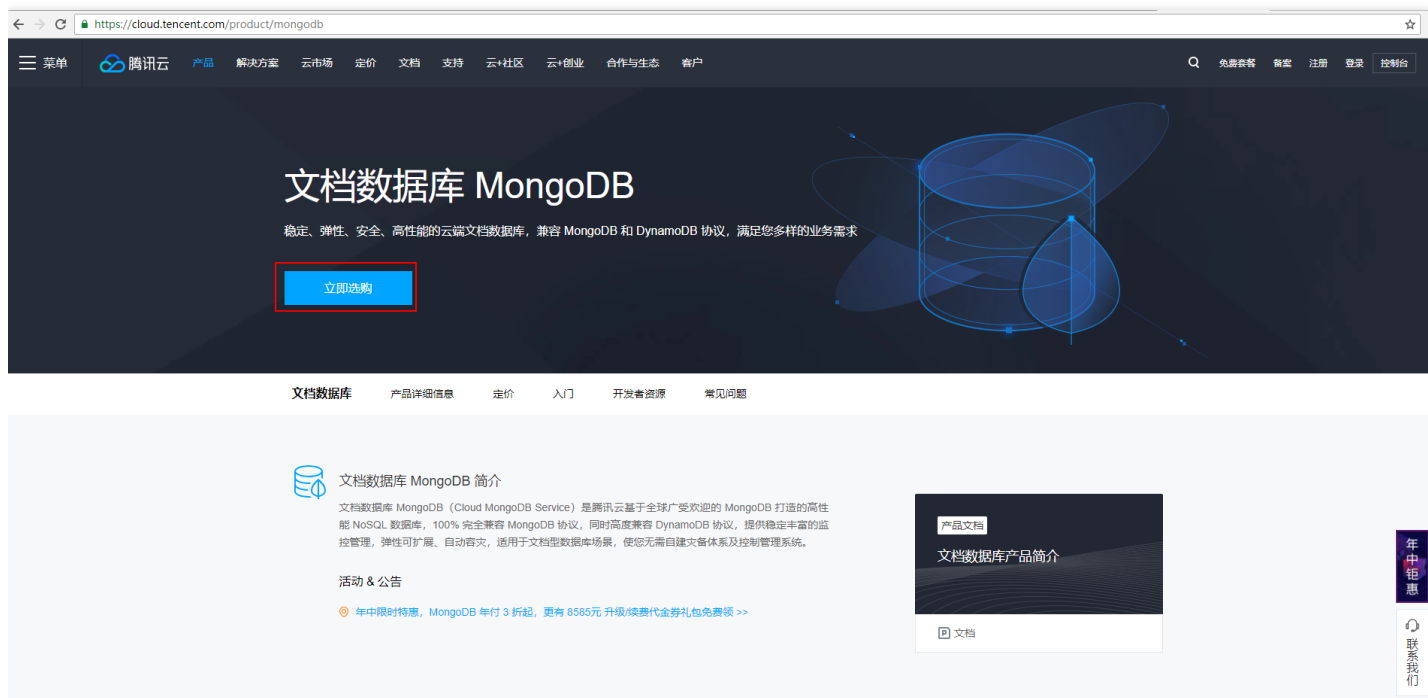 https://cloud.tencent.com/product/mongodb
菜单 腾讯云 产品 解决方案 云市场 定价 文档 支持 云+社区 云+创业 合作与生态 客户 免费套餐 备案 注册 登录 控制台
文档数据库 MongoDB
稳定、弹性、安全、高性能的云端文档数据库，兼容 MongoDB 和 DynamoDB 协议，满足您多样的业务需求
立即选购
文档数据库 产品详细信息 定价 入门 开发者资源 常见问题
文档数据库 MongoDB 简介
文档数据库 MongoDB（Cloud MongoDB Service）是腾讯云基于全球广受欢迎的 MongoDB 打造的高性
能 NoSQL 数据库，100% 完全兼容 MongoDB 协议，同时高度兼容 DynamoDB 协议，提供稳定丰富的监
控管理，弹性可扩展、自动容灾，适用于文档型数据库场景，使您无需自建灾备体系及控制管理系统。
活动 & 公告
年中限时特惠，MongoDB 年付 3 折起，更有 8585元 升级/续费代金券礼包免费领 >>
产品文档
文档数据库产品简介
文档
年中钜惠
联系我们